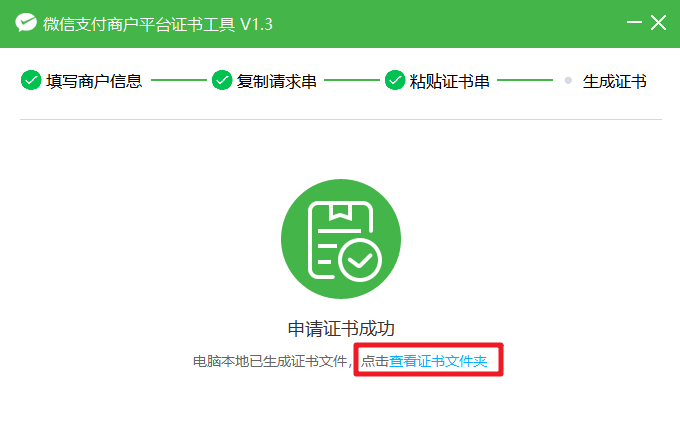 微信支付商户平台证书工具 V1.3
填写商户信息 复制请求串 粘贴证书串 生成证书
申请证书成功
电脑本地已生成证书文件，点击查看证书文件夹